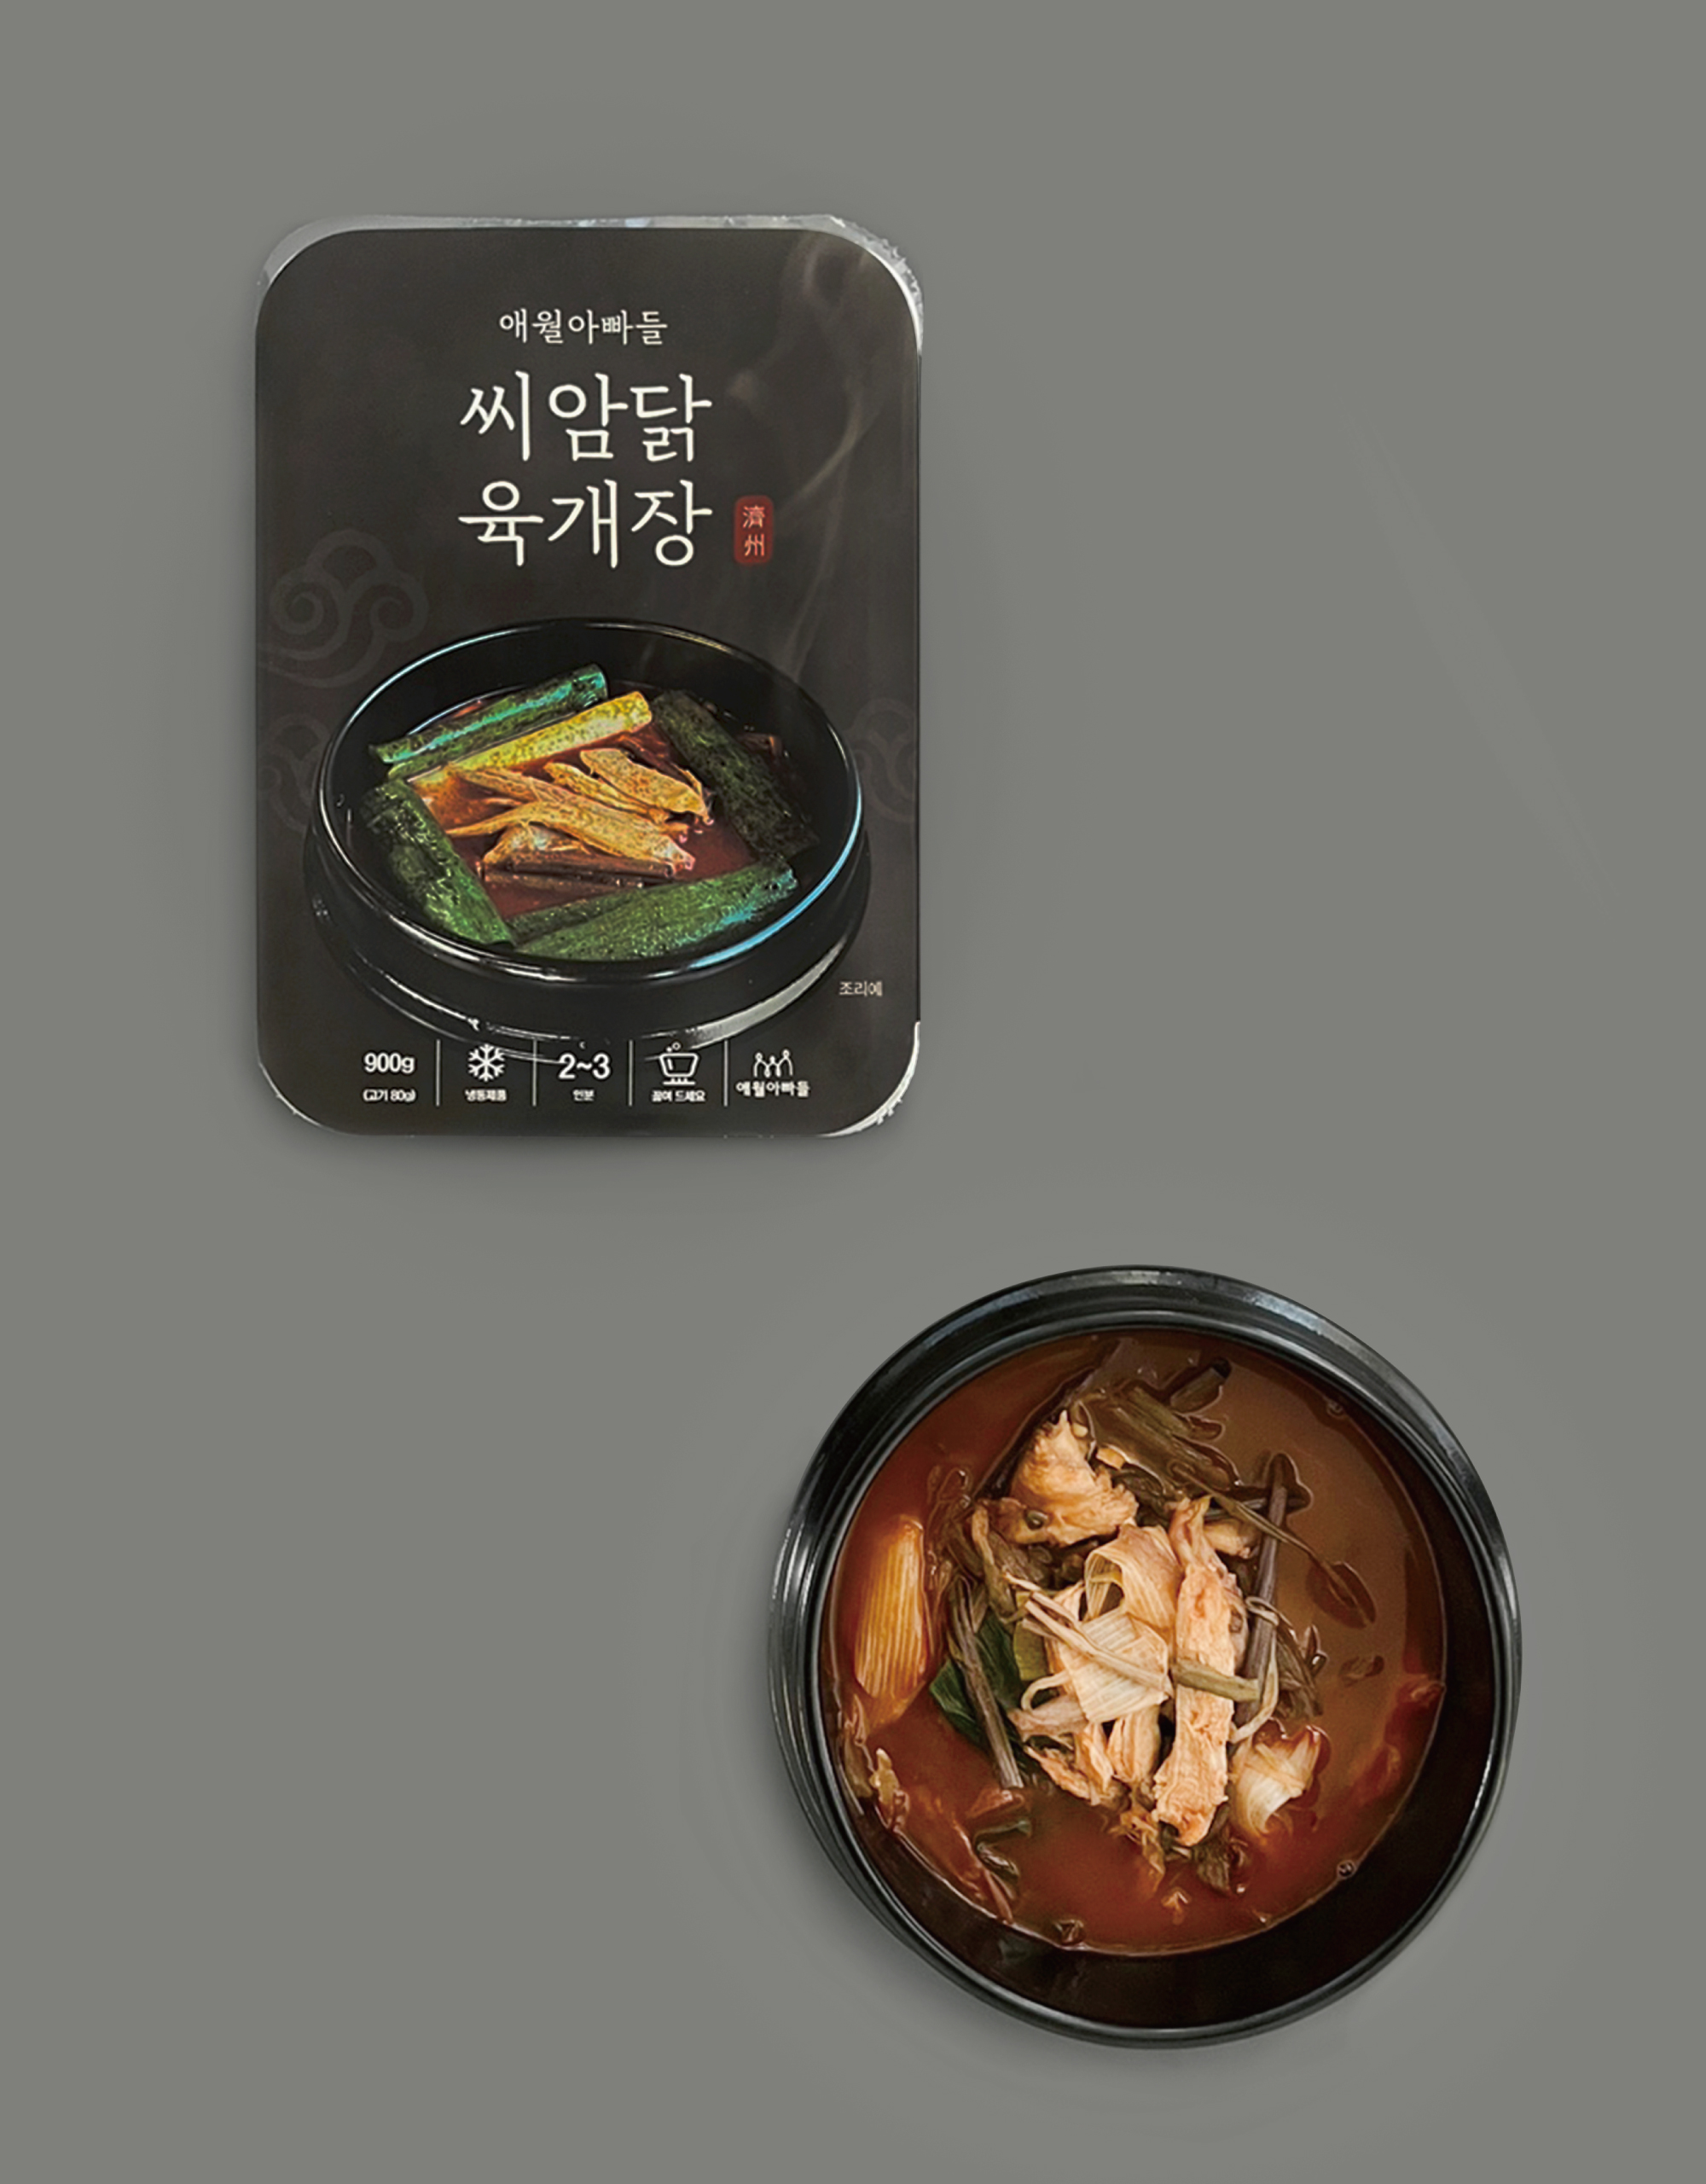 애월아빠들
씨암닭
육개장
濟州
조리예
900g
(고기 80g)
냉동제품
2~3
인분
끓여 드세요
애월아빠들